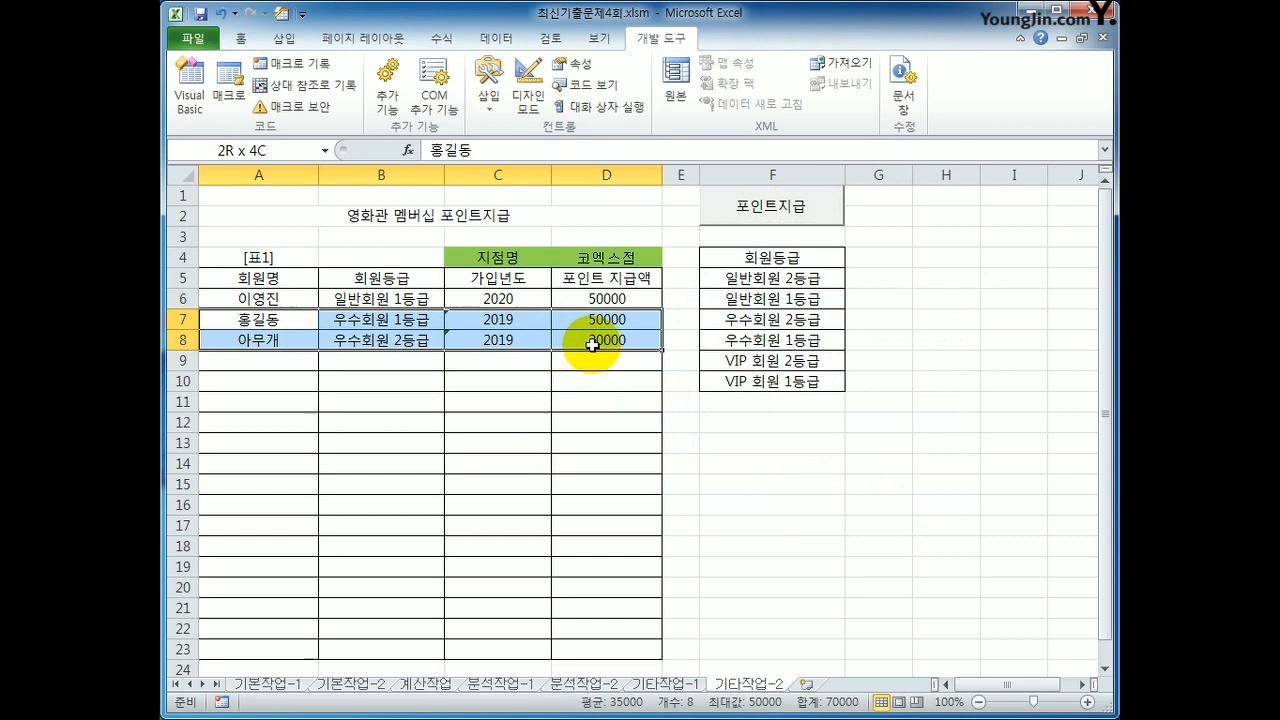 최신기출문제4회.xlsm - Microsoft Excel
YoungJin.com Y.
파일 홈 삽입 페이지 레이아웃 수식 데이터 검토 보기 개발 도구
Visual Basic
매크로
매크로 기록
상대 참조로 기록
매크로 보안
코드
추가 기능
COM 추가 기능
추가 기능
삽입
디자인 모드
속성
코드 보기
대화 상자 실행
컨트롤
원본
맵 속성
확장 팩
데이터 새로 고침
가져오기
내보내기
XML
문서 창
수정
2R x 4C fx 홍길동
A B C D E F G H I J
1
포인트지급
2 영화관 멤버십 포인트지급
3
4 [표1] 지점명 코엑스점 회원등급
5 회원명 회원등급 가입년도 포인트 지급액 일반회원 2등급
6 이영진 일반회원 1등급 2020 50000 일반회원 1등급
7 홍길동 우수회원 1등급 2019 50000 우수회원 2등급
8 아무개 우수회원 2등급 2019 20000 우수회원 1등급
9 VIP 회원 2등급
10 VIP 회원 1등급
11
12
13
14
15
16
17
18
19
20
21
22
23
24
기본작업-1 기본작업-2 계산작업 분석작업-1 분석작업-2 기타작업-1 기타작업-2
준비 평균: 35000 개수: 8 최대값: 50000 합계: 70000 100%